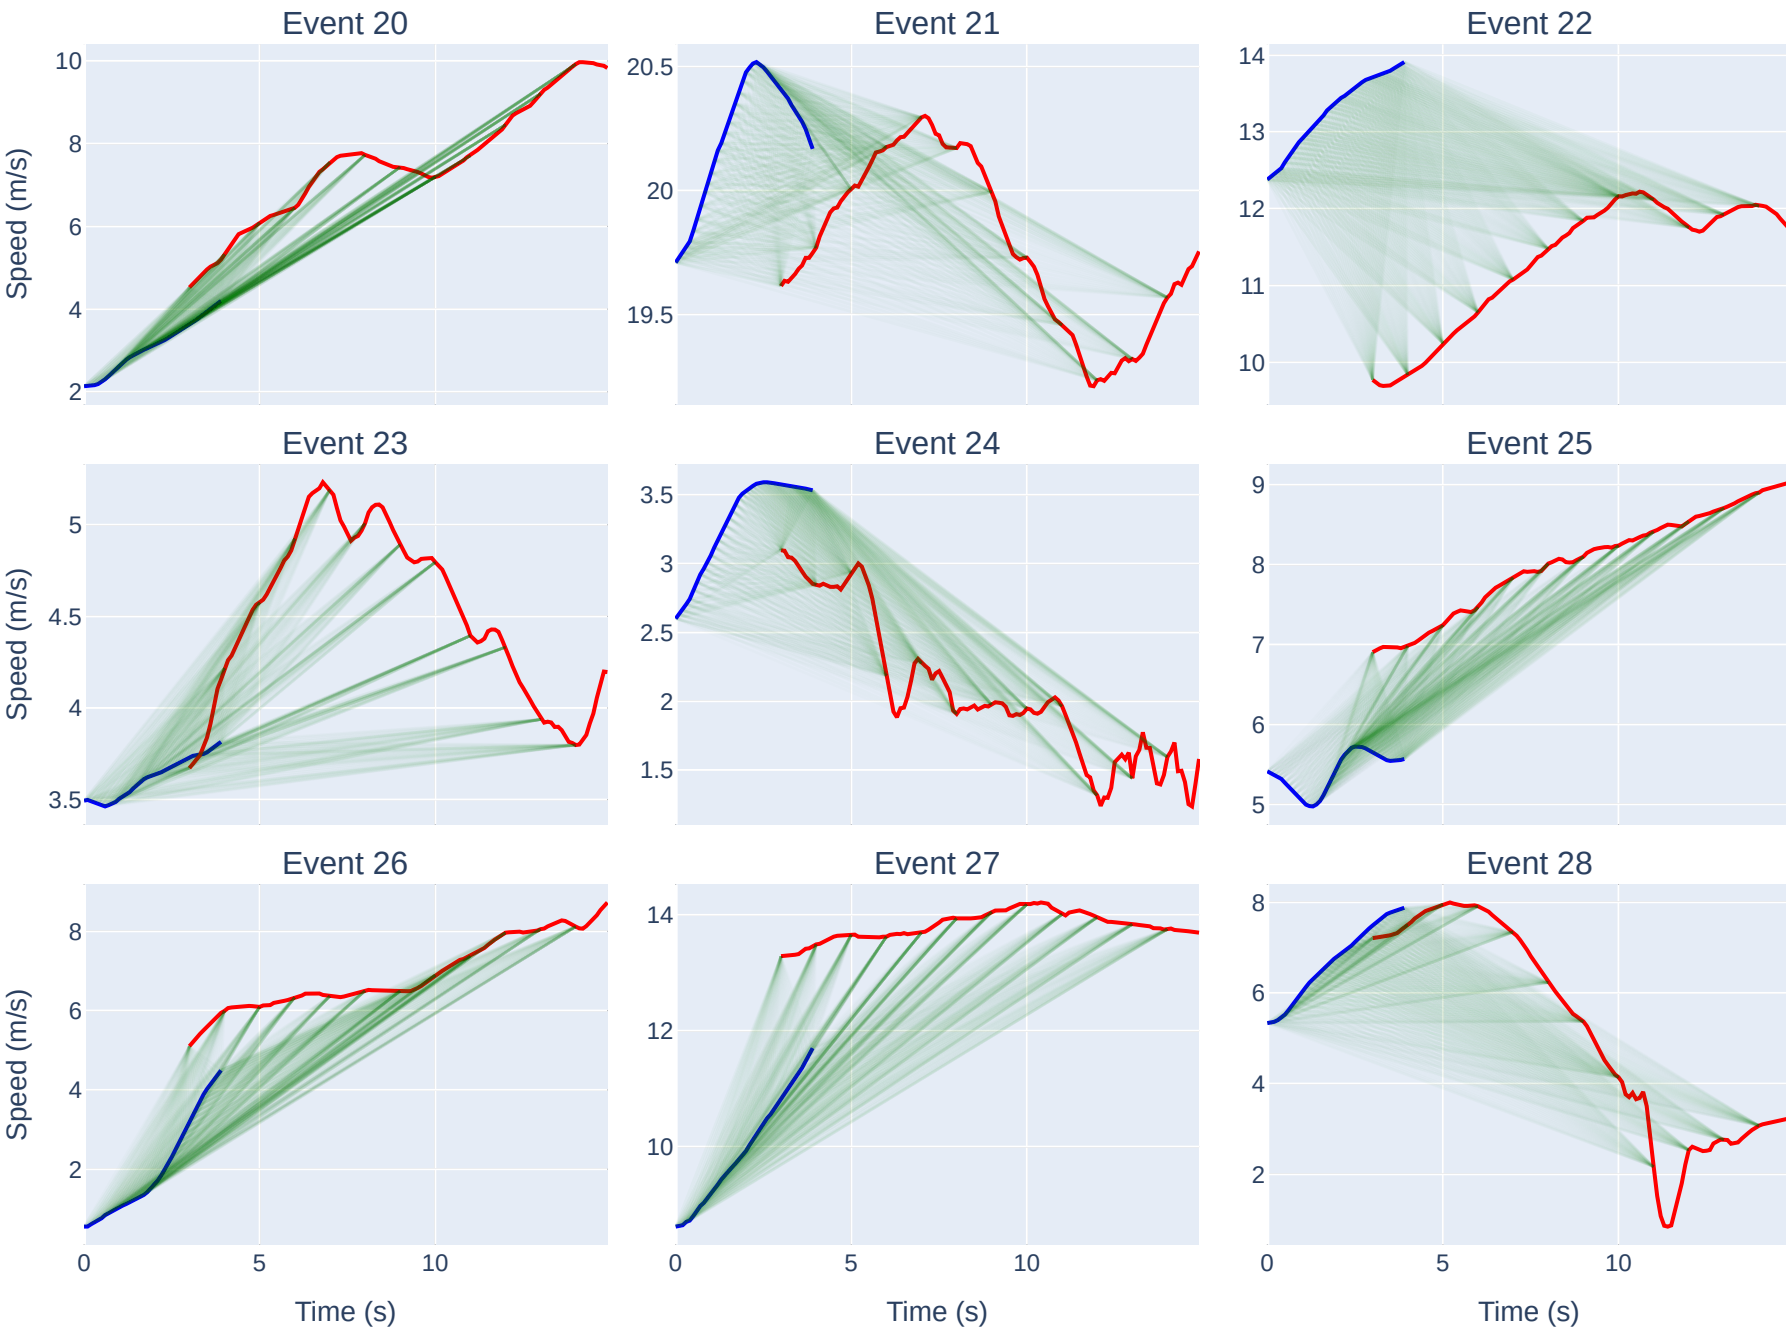 Event 20
Event 21
Event 22
10
8
6
4
2
Speed (m/s)
20.5
20
19.5
14
13
12
11
10
Event 23
Event 24
Event 25
5
4.5
4
3.5
Speed (m/s)
3.5
3
2.5
2
1.5
9
8
7
6
5
Event 26
Event 27
Event 28
8
6
4
2
Speed (m/s)
14
12
10
8
6
4
2
0 5 10
0 5 10
0 5 10
Time (s)
Time (s)
Time (s)